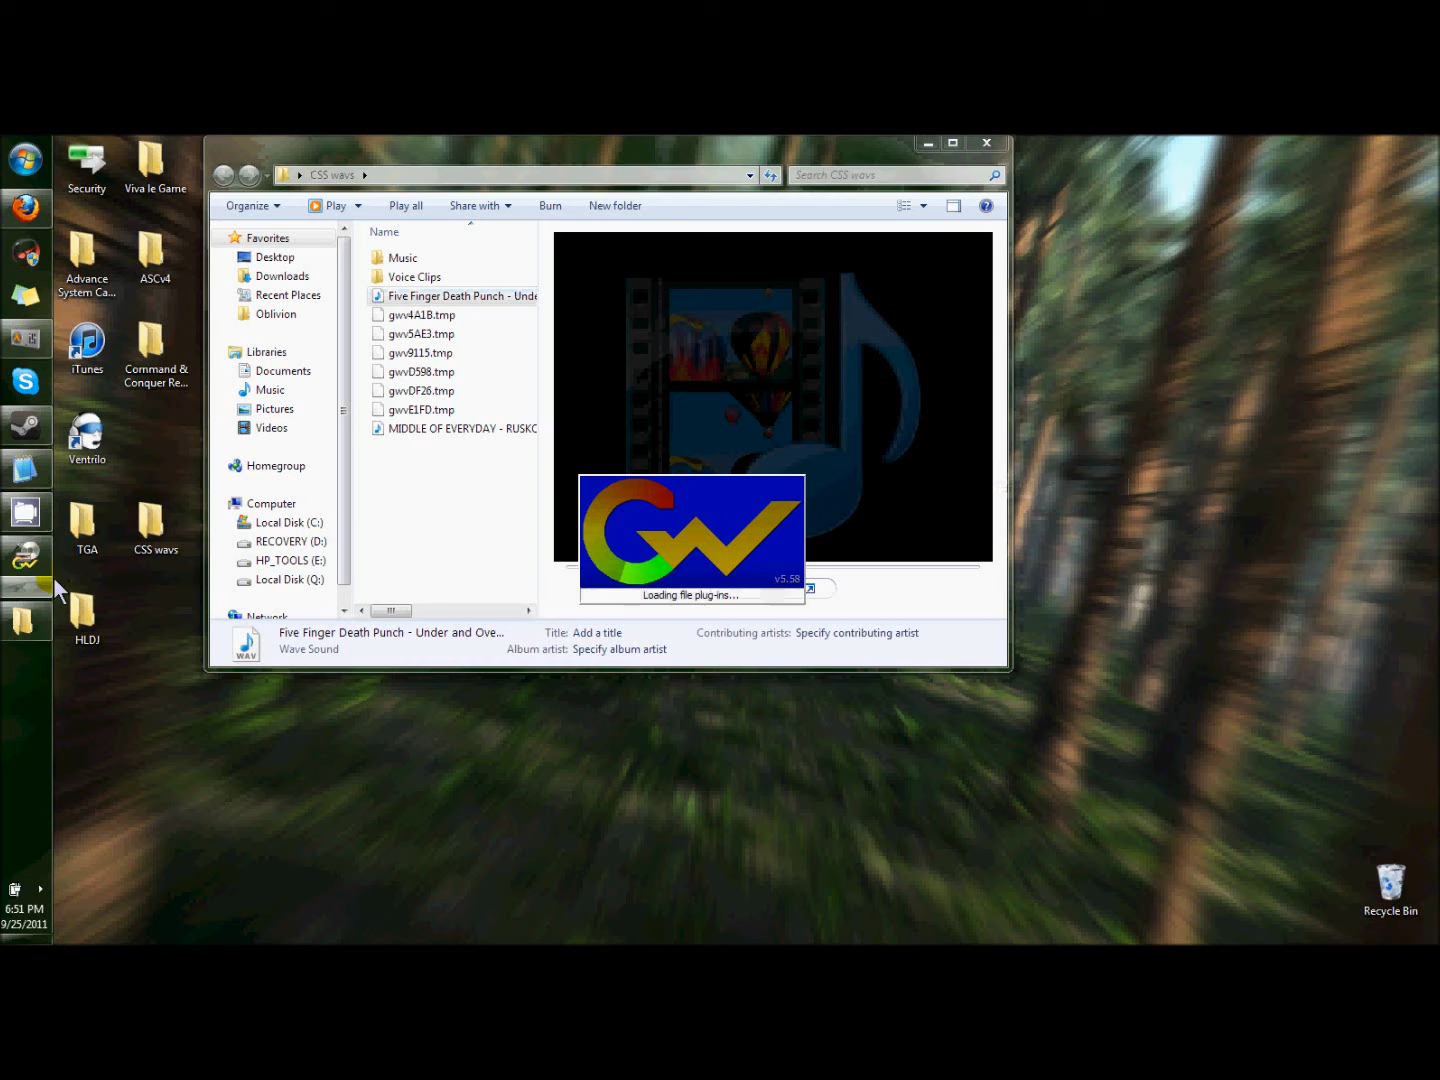 Security
Viva le Game
Advance
System Ca...
ASCv4
iTunes
Command &
Conquer Re...
Ventrilo
TGA
CSS wavs
HLDJ
6:51 PM
9/25/2011
CSS wavs
Search CSS wavs
Organize
Play
Play all
Share with
Burn
New folder
Favorites
Desktop
Downloads
Recent Places
Oblivion
Libraries
Documents
Music
Pictures
Videos
Homegroup
Computer
Local Disk (C:)
RECOVERY (D:)
HP_TOOLS (E:)
Local Disk (Q:)
Network
Name
Music
Voice Clips
Five Finger Death Punch - Unde
gwv4A1B.tmp
gwv5AE3.tmp
gwv9115.tmp
gwvD598.tmp
gwvDF26.tmp
gwvE1FD.tmp
MIDDLE OF EVERYDAY - RUSKO
GW
v5.58
Loading file plug-ins...
WAV
Five Finger Death Punch - Under and Ove...
Wave Sound
Title: Add a title
Album artist: Specify album artist
Contributing artists: Specify contributing artist
Recycle Bin